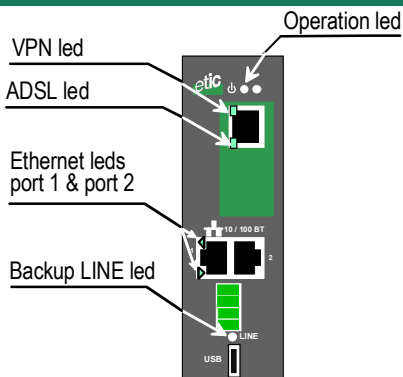 Operation led
VPN led
etic
ADSL led
Ethernet leds
port 1 & port 2
10 / 100 BT
1
2
Backup LINE led
LINE
USB